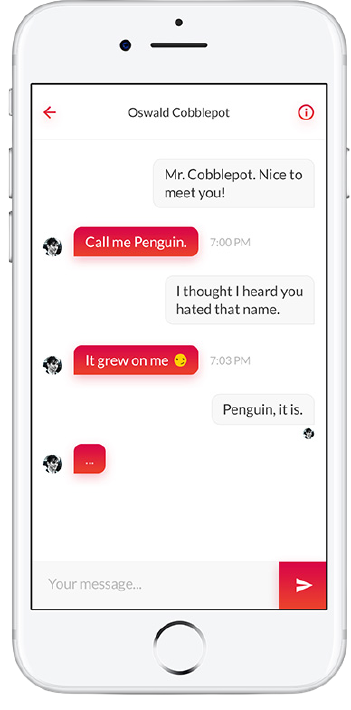 Oswald Cobblepot
Mr. Cobblepot. Nice to
meet you!
Call me Penguin.
7:00 PM
I thought I heard you
hated that name.
It grew on me 😏
7:03 PM
Penguin, it is.
...
Your message...